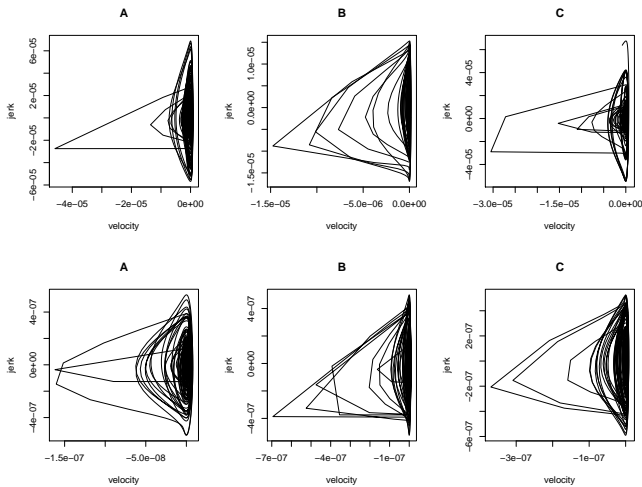 A
B
C
jerk
−6e−05
−2e−05
2e−05
6e−05
−4e−05
−2e−05
0e+00
velocity
jerk
−1.5e−05
−5.0e−06
0.0e+00
1.0e−05
−1.5e−05
−5.0e−06
0.0e+00
velocity
jerk
−4e−05
0e+00
4e−05
−3.0e−05
−1.5e−05
0.0e+00
velocity
A
B
C
jerk
−4e−07
0e+00
4e−07
−1.5e−07
−5.0e−08
velocity
jerk
−4e−07
0e+00
4e−07
−7e−07
−4e−07
−1e−07
velocity
jerk
−6e−07
−2e−07
2e−07
−3e−07
−1e−07
velocity